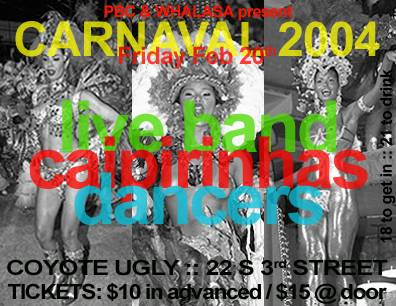 PBC & WHALASA present
CARNAVAL 2004
Friday Feb 20th
live band
caipirinhas
dancers
18 to get in :: 21 to drink
COYOTE UGLY :: 22 S 3rd STREET
TICKETS: $10 in advanced / $15 @ door